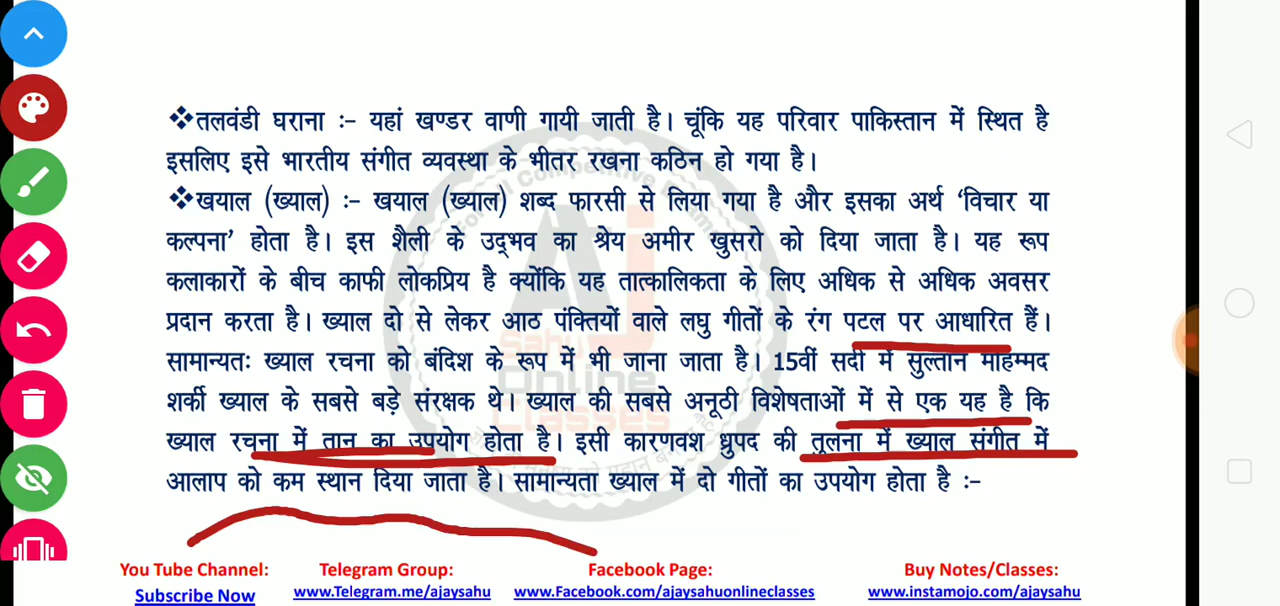 ❖तलवंडी घराना :- यहां खण्डर वाणी गायी जाती है। चूंकि यह परिवार पाकिस्तान में स्थित है
इसलिए इसे भारतीय संगीत व्यवस्था के भीतर रखना कठिन हो गया है।
❖खयाल (ख्याल) :- खयाल (ख्याल) शब्द फारसी से लिया गया है और इसका अर्थ ‘विचार या
कल्पना’ होता है। इस शैली के उद्भव का श्रेय अमीर खुसरो को दिया जाता है। यह रूप
कलाकारों के बीच काफी लोकप्रिय है क्योंकि यह तात्कालिकता के लिए अधिक से अधिक अवसर
प्रदान करता है। ख्याल दो से लेकर आठ पंक्तियों वाले लघु गीतों के रंग पटल पर आधारित हैं।
सामान्यतः ख्याल रचना को बंदिश के रूप में भी जाना जाता है। 15वीं सदी में सुल्तान मोहम्मद
शर्की ख्याल के सबसे बड़े संरक्षक थे। ख्याल की सबसे अनूठी विशेषताओं में से एक यह है कि
ख्याल रचना में तान का उपयोग होता है। इसी कारणवश ध्रुपद की तुलना में ख्याल संगीत में
आलाप को कम स्थान दिया जाता है। सामान्यता ख्याल में दो गीतों का उपयोग होता है :-
Sahu
Online
Classes
You Tube Channel: Telegram Group: Facebook Page: Buy Notes/Classes:
Subscribe Now www.Telegram.me/ajaysahu www.Facebook.com/ajaysahuonlineclasses www.instamojo.com/ajaysahu